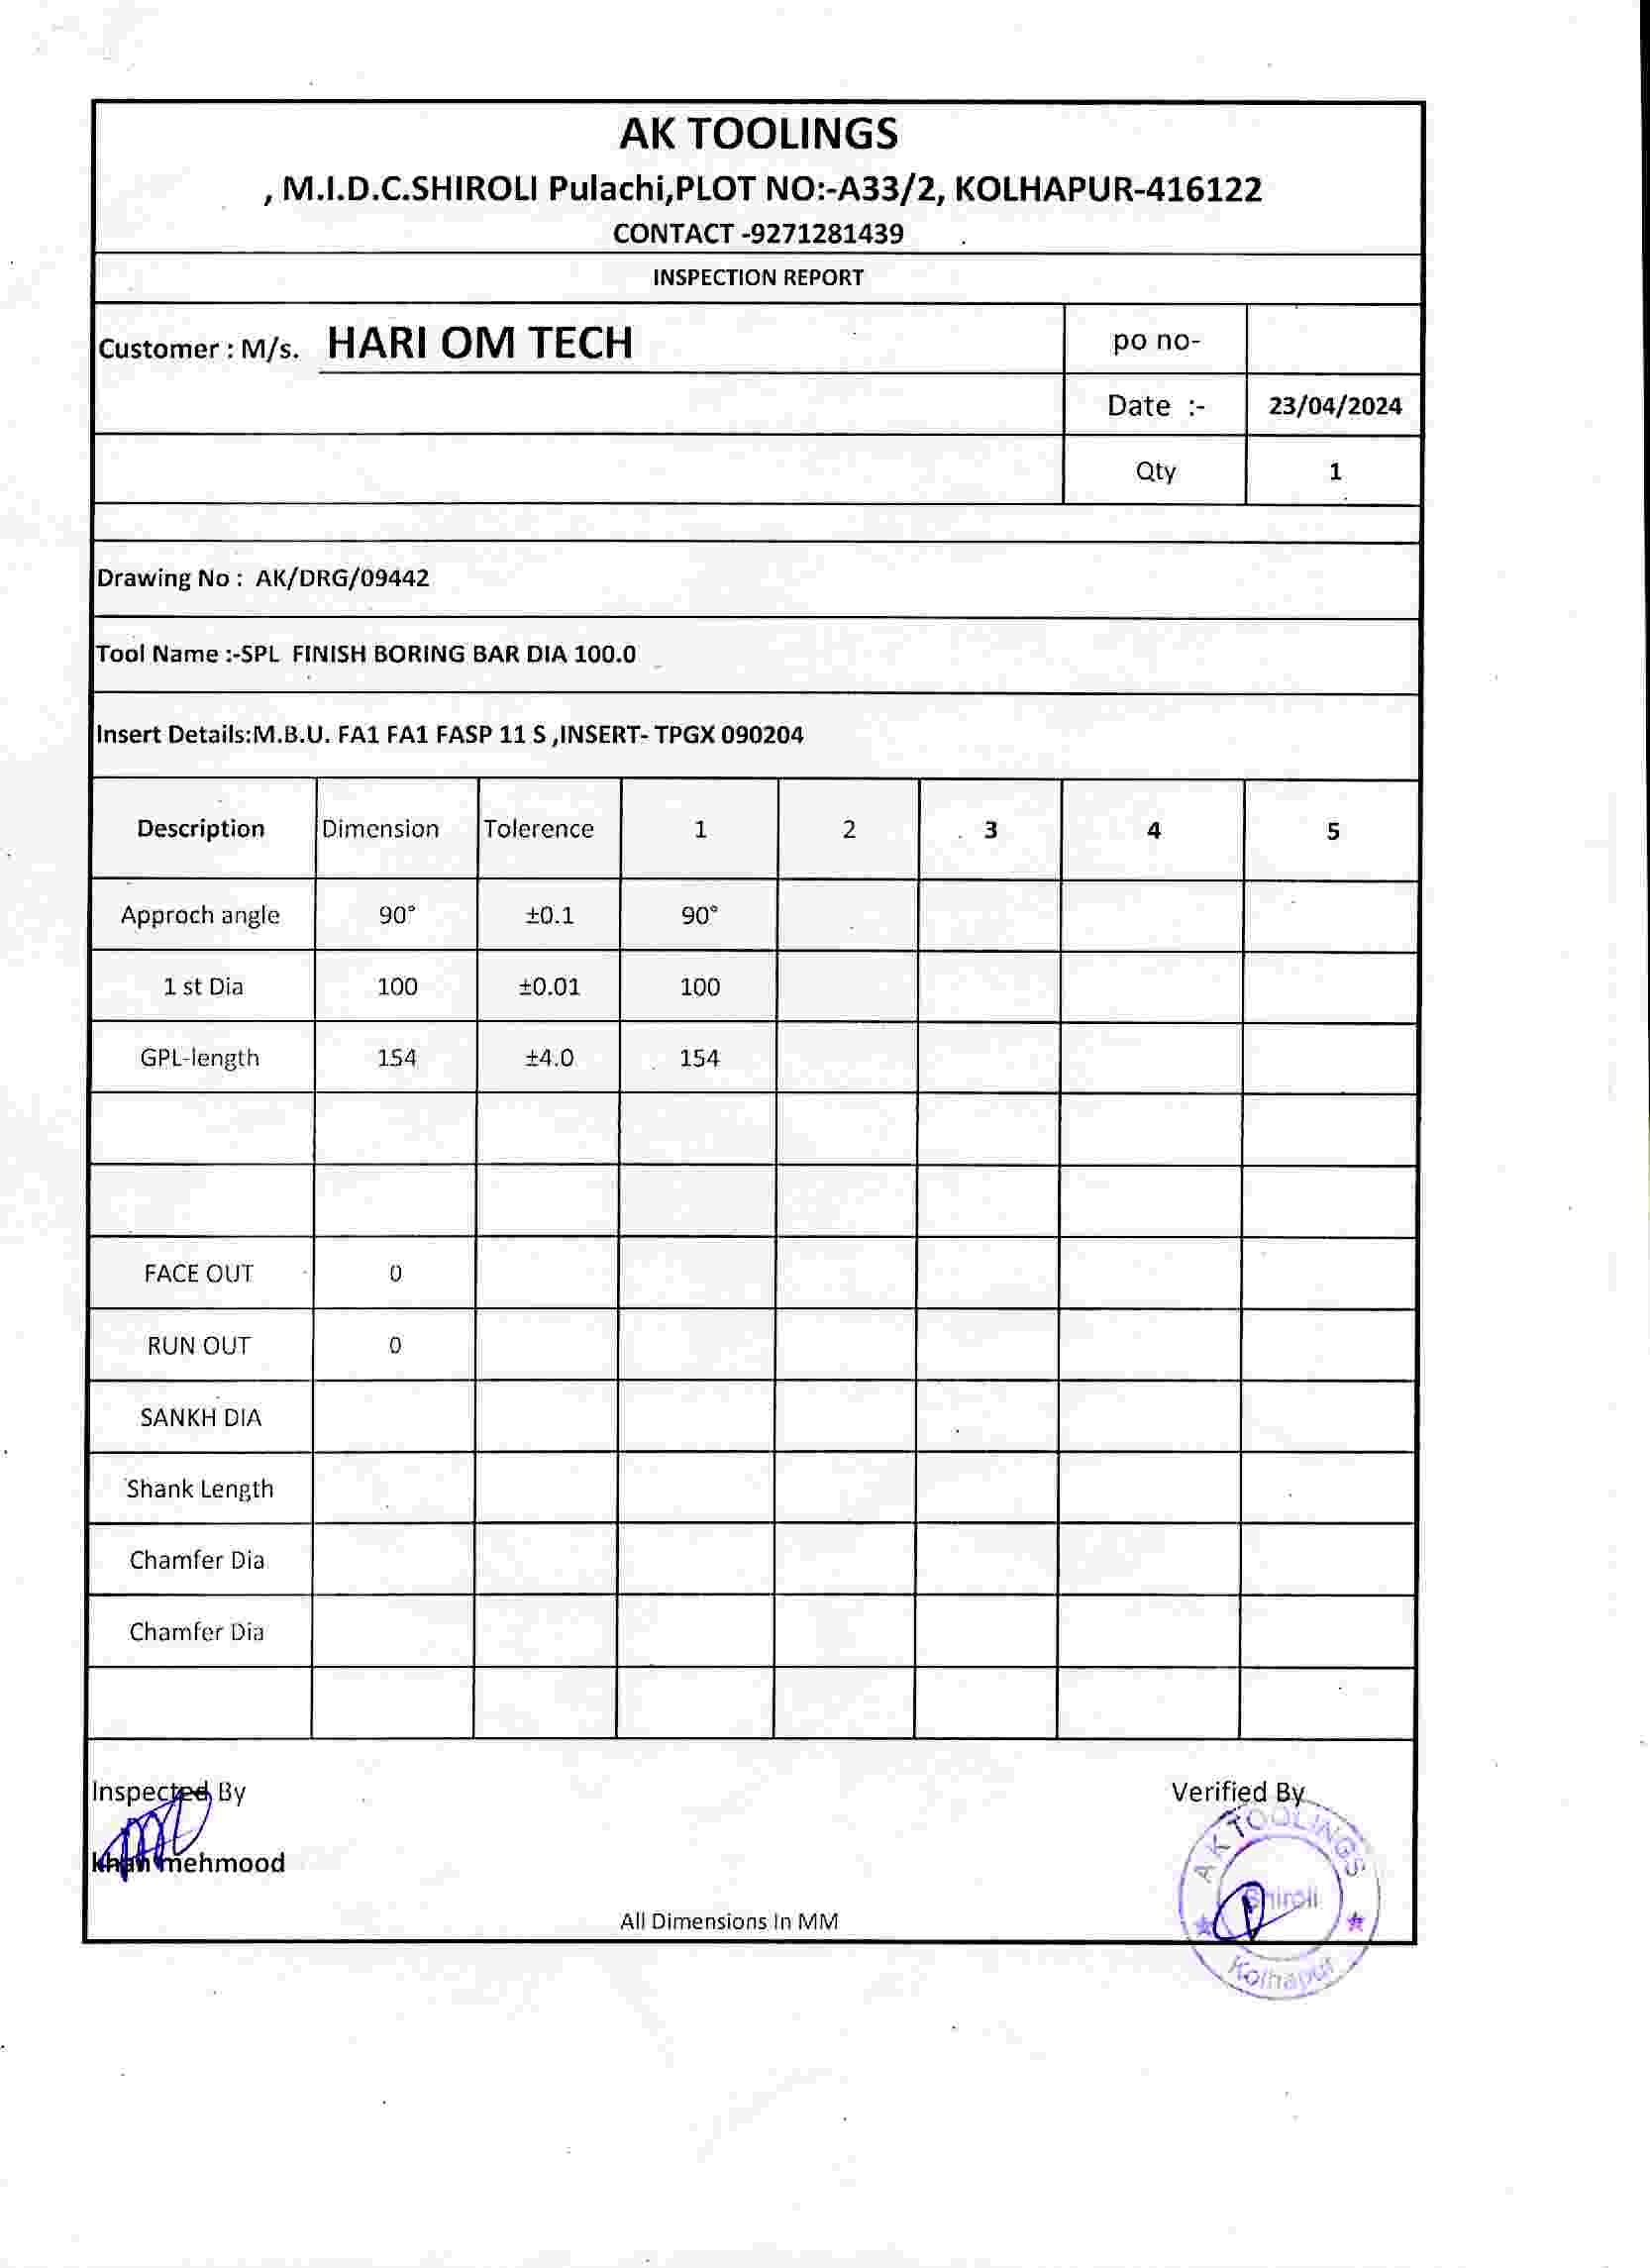 AK TOOLINGS
, M.I.D.C.SHIROLI Pulachi,PLOT NO:-A33/2, KOLHAPUR-416122
CONTACT -9271281439
INSPECTION REPORT
Customer : M/s. HARI OM TECH po no-
Date :- 23/04/2024
Qty 1
Drawing No : AK/DRG/09442
Tool Name :-SPL FINISH BORING BAR DIA 100.0
Insert Details:M.B.U. FA1 FA1 FASP 11 S ,INSERT- TPGX 090204
Description Dimension Tolerence 1 2 3 4 5
Approch angle 90° ±0.1 90°
1 st Dia 100 ±0.01 100
GPL-length 154 ±4.0 154
FACE OUT 0
RUN OUT 0
SANKH DIA
Shank Length
Chamfer Dia
Chamfer Dia
Inspected By Verified By
khan mehmood
A K TOOLINGS
Shiroli
Kolhapur
All Dimensions In MM